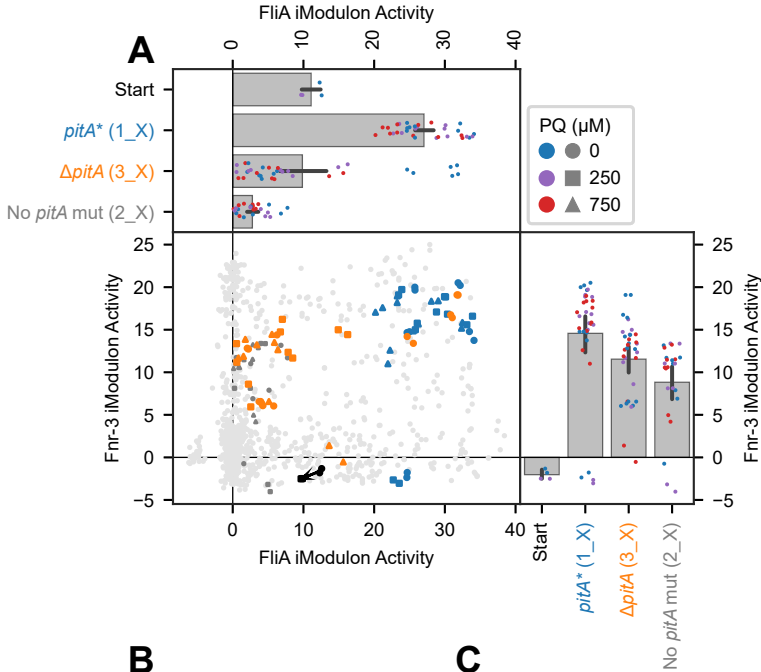 FliA iModulon Activity
A
0 10 20 30 40
Start
pitA* (1_X)
ΔpitA (3_X)
No pitA mut (2_X)
PQ (μM)
0
250
750
25
20
15
10
5
0
−5
Fnr-3 iModulon Activity
25
20
15
10
5
0
−5
Fnr-3 iModulon Activity
0 10 20 30 40
FliA iModulon Activity
Start
pitA* (1_X)
ΔpitA (3_X)
No pitA mut (2_X)
B
C